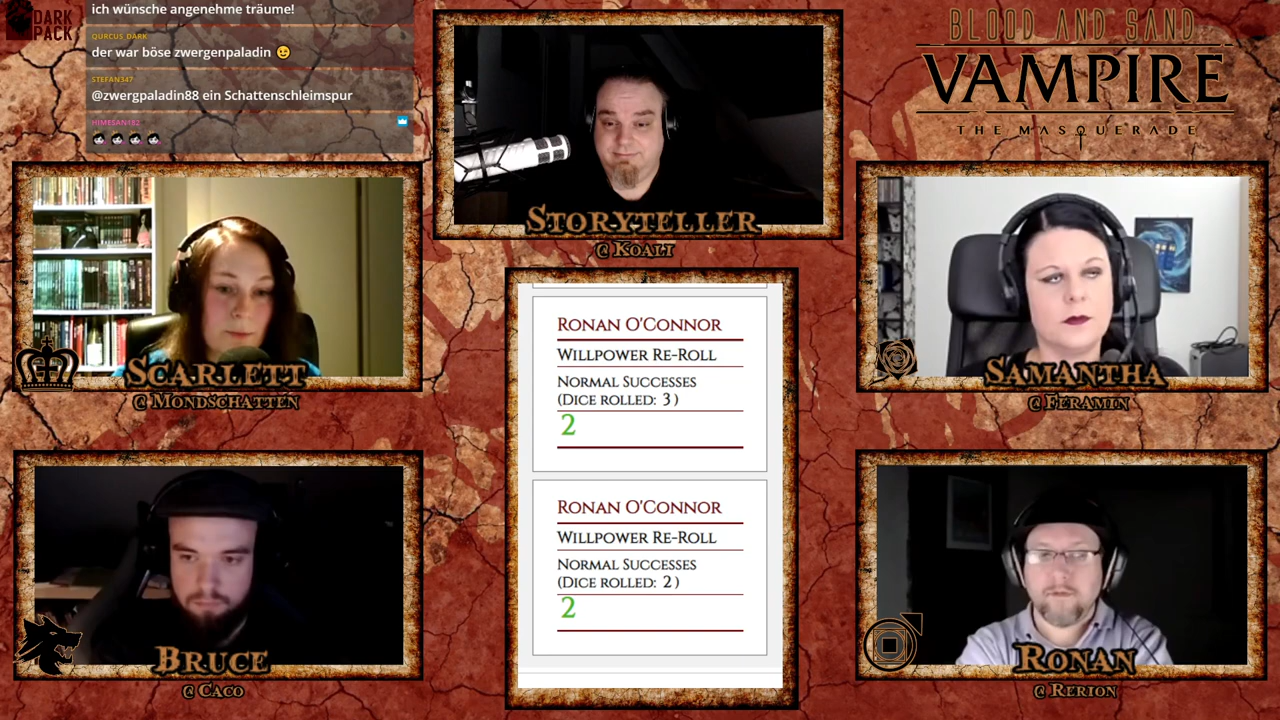 DARK
PACK
ich wünsche angenehme träume!
QURCUS_DARK
der war böse zwergenpaladin
STEFAN347
@zwergpaladin88 ein Schattenschleimspur
HIMESAN482
BLOOD AND SAND
VAMPIRE
THE MASQUERADE
STORYTELLER
@ KOALI
SCARLETT
@ MONDSCHATTEN
SAMANTHA
@ FERAMIN
RONAN O'CONNOR
WILLPOWER RE-ROLL
NORMAL SUCCESSES
(DICE ROLLED: 3 )
2
RONAN O'CONNOR
WILLPOWER RE-ROLL
NORMAL SUCCESSES
(DICE ROLLED: 2 )
2
BRUCE
@ CACO
RONAN
@ RERION